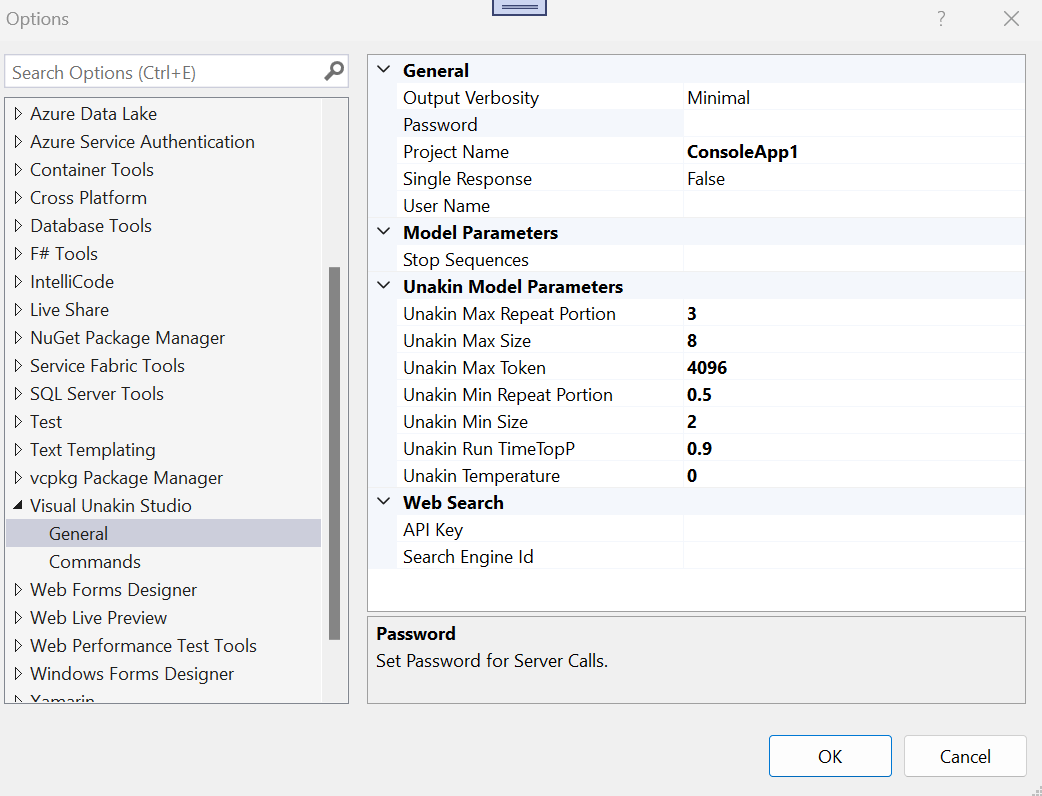 Options
?
Search Options (Ctrl+E)
Azure Data Lake
Azure Service Authentication
Container Tools
Cross Platform
Database Tools
F# Tools
IntelliCode
Live Share
NuGet Package Manager
Service Fabric Tools
SQL Server Tools
Test
Text Templating
vcpkg Package Manager
Visual Unakin Studio
General
Commands
Web Forms Designer
Web Live Preview
Web Performance Test Tools
Windows Forms Designer
Xamarin
General
Output Verbosity Minimal
Password
Project Name ConsoleApp1
Single Response False
User Name
Model Parameters
Stop Sequences
Unakin Model Parameters
Unakin Max Repeat Portion 3
Unakin Max Size 8
Unakin Max Token 4096
Unakin Min Repeat Portion 0.5
Unakin Min Size 2
Unakin Run TimeTopP 0.9
Unakin Temperature 0
Web Search
API Key
Search Engine Id
Password
Set Password for Server Calls.
OK Cancel